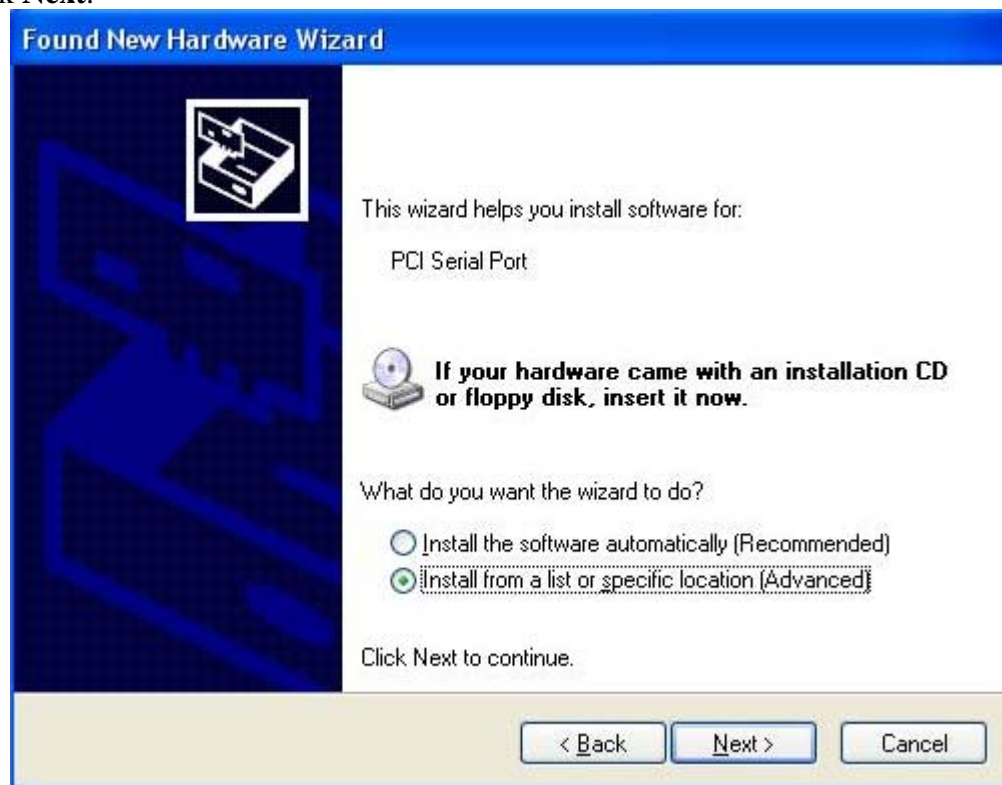 k Next.
Found New Hardware Wizard
This wizard helps you install software for:
PCI Serial Port
If your hardware came with an installation CD
or floppy disk, insert it now.
What do you want the wizard to do?
Install the software automatically (Recommended)
Install from a list or specific location (Advanced)
Click Next to continue.
< Back Next > Cancel